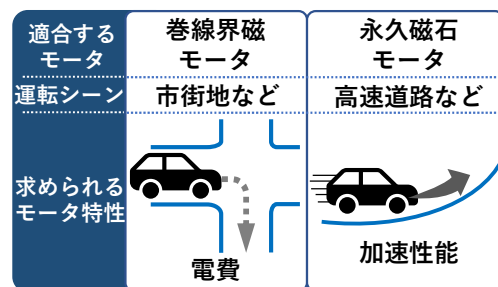 適合する
モータ
巻線界磁
モータ
永久磁石
モータ
運転シーン
市街地など
高速道路など
求められる
モータ特性
電費
加速性能